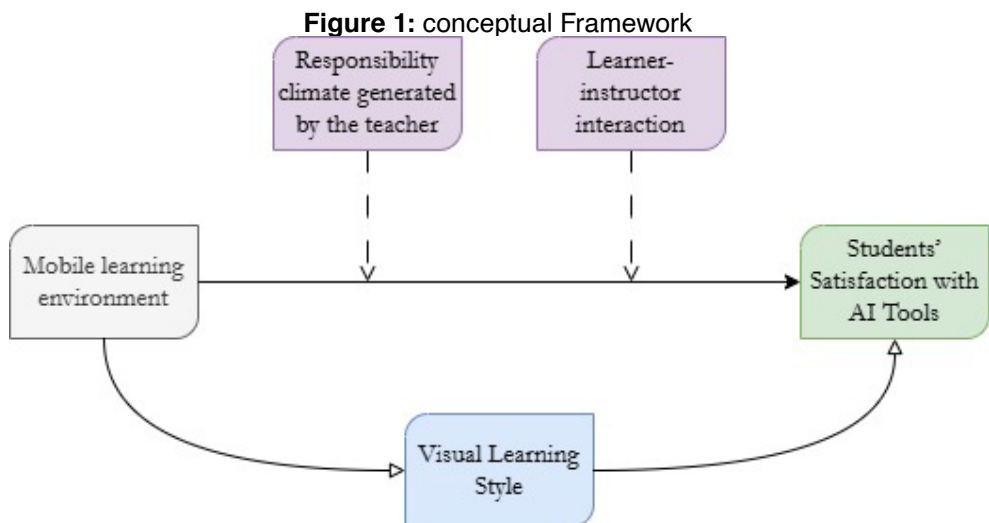 Figure 1: conceptual Framework
Responsibility
climate generated
by the teacher
Learner-
instructor
interaction
Mobile learning
environment
Students’
Satisfaction with
AI Tools
Visual Learning
Style